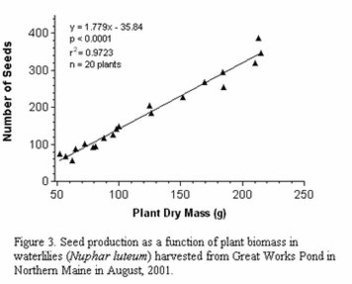 y = 1.779x - 35.84
p < 0.0001
r² = 0.9723
n = 20 plants
Number of Seeds
400
300
200
100
0
50 100 150 200 250
Plant Dry Mass (g)
Figure 3. Seed production as a function of plant biomass in
waterlilies (Nuphar luteum) harvested from Great Works Pond in
Northern Maine in August, 2001.